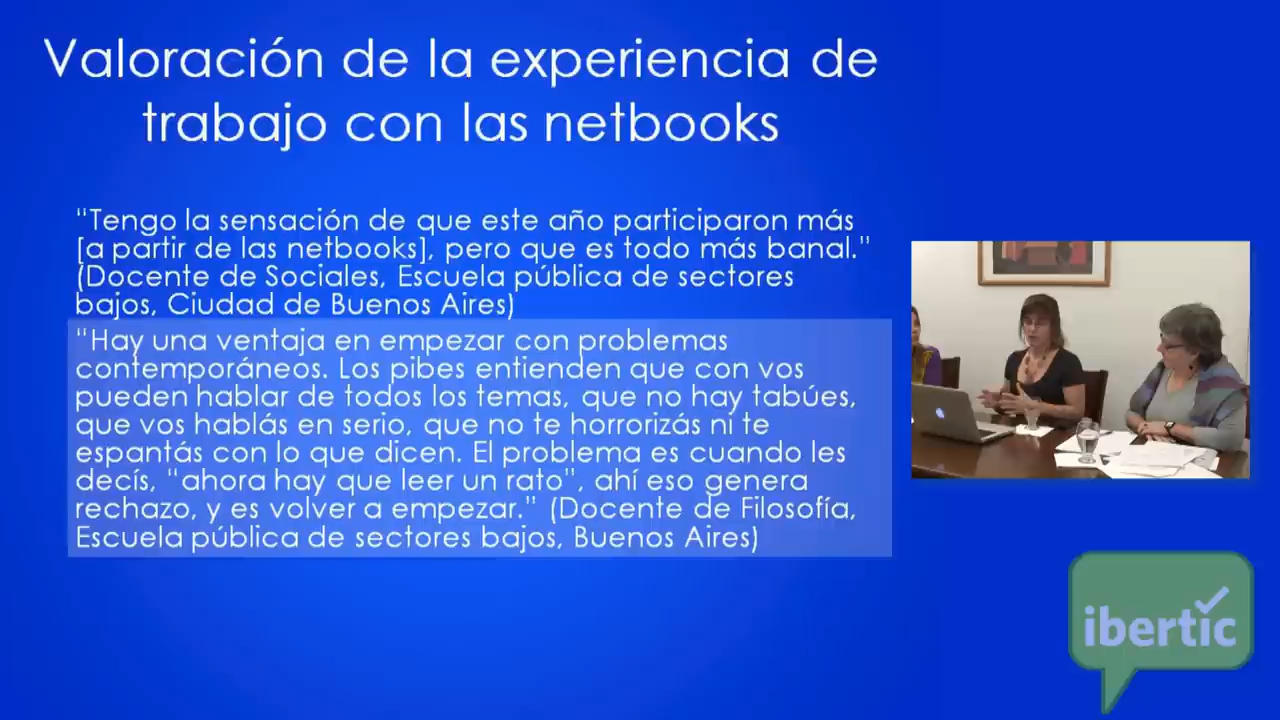 Valoración de la experiencia de
trabajo con las netbooks
“Tengo la sensación de que este año participaron más
[a partir de las netbooks], pero que es todo más banal.”
(Docente de Sociales, Escuela pública de sectores
bajos, Ciudad de Buenos Aires)
“Hay una ventaja en empezar con problemas
contemporáneos. Los pibes entienden que con vos
pueden hablar de todos los temas, que no hay tabúes,
que vos hablás en serio, que no te horrorizás ni te
espantás con lo que dicen. El problema es cuando les
decís, “ahora hay que leer un rato”, ahí eso genera
rechazo, y es volver a empezar.” (Docente de Filosofía,
Escuela pública de sectores bajos, Buenos Aires)
ibertic